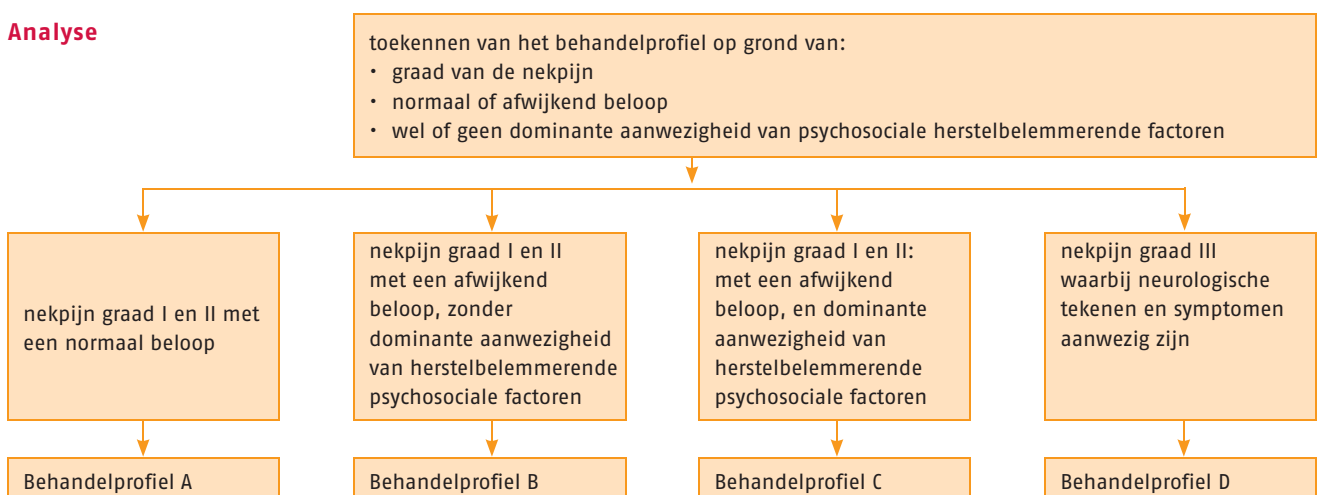 Analyse
toekennen van het behandelprofiel op grond van:
• graad van de nekpijn
• normaal of afwijkend beloop
• wel of geen dominante aanwezigheid van psychosociale herstelbelemmerende factoren
nekpijn graad I en II met
een normaal beloop
nekpijn graad I en II
met een afwijkend
beloop, zonder
dominante aanwezigheid
van herstelbelemmerende
psychosociale factoren
nekpijn graad I en II:
met een afwijkend
beloop, en dominante
aanwezigheid van
herstelbelemmerende
psychosociale factoren
nekpijn graad III
waarbij neurologische
tekenen en symptomen
aanwezig zijn
Behandelprofiel A
Behandelprofiel B
Behandelprofiel C
Behandelprofiel D